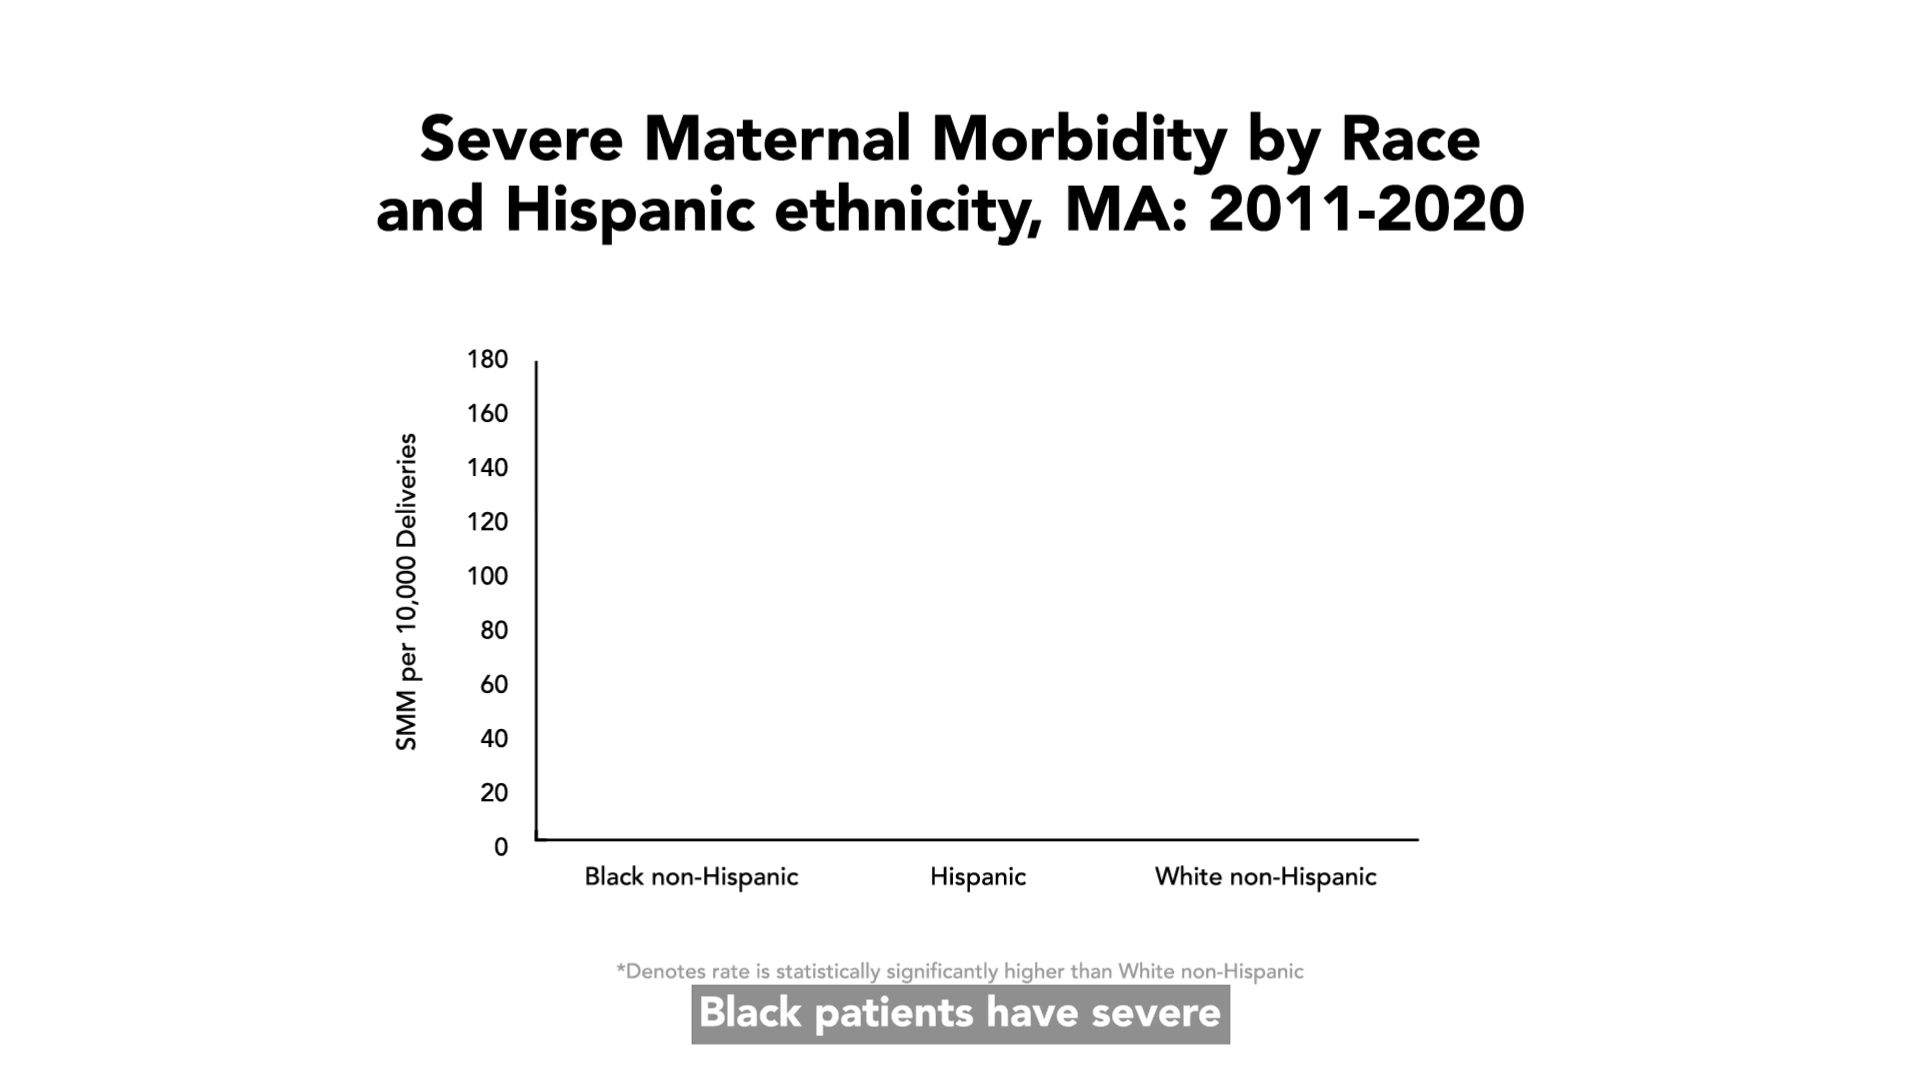 Severe Maternal Morbidity by Race
and Hispanic ethnicity, MA: 2011-2020
SMM per 10,000 Deliveries
180
160
140
120
100
80
60
40
20
0
Black non-Hispanic
Hispanic
White non-Hispanic
*Denotes rate is statistically significantly higher than White non-Hispanic
Black patients have severe